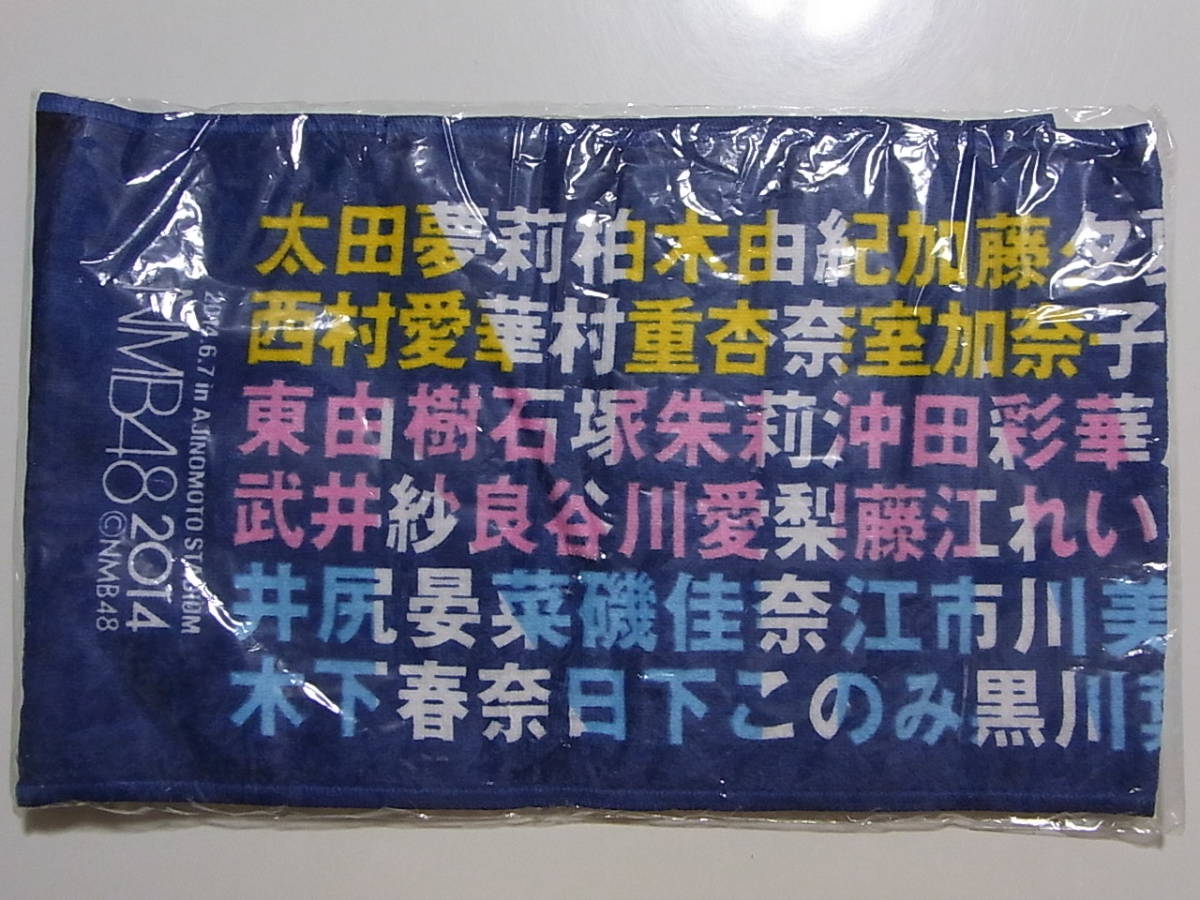 太田夢莉柏木由紀加藤夕夏
西村愛華村重杏奈室加奈子
東由樹石塚朱莉沖田彩華
武井紗良谷川愛梨藤江れいな
井尻晏菜磯佳奈江市川美
木下春奈日下このみ黒川葉
2014.6.7 in AJINOMOTO STADIUM
NMB48 2014
©NMB48